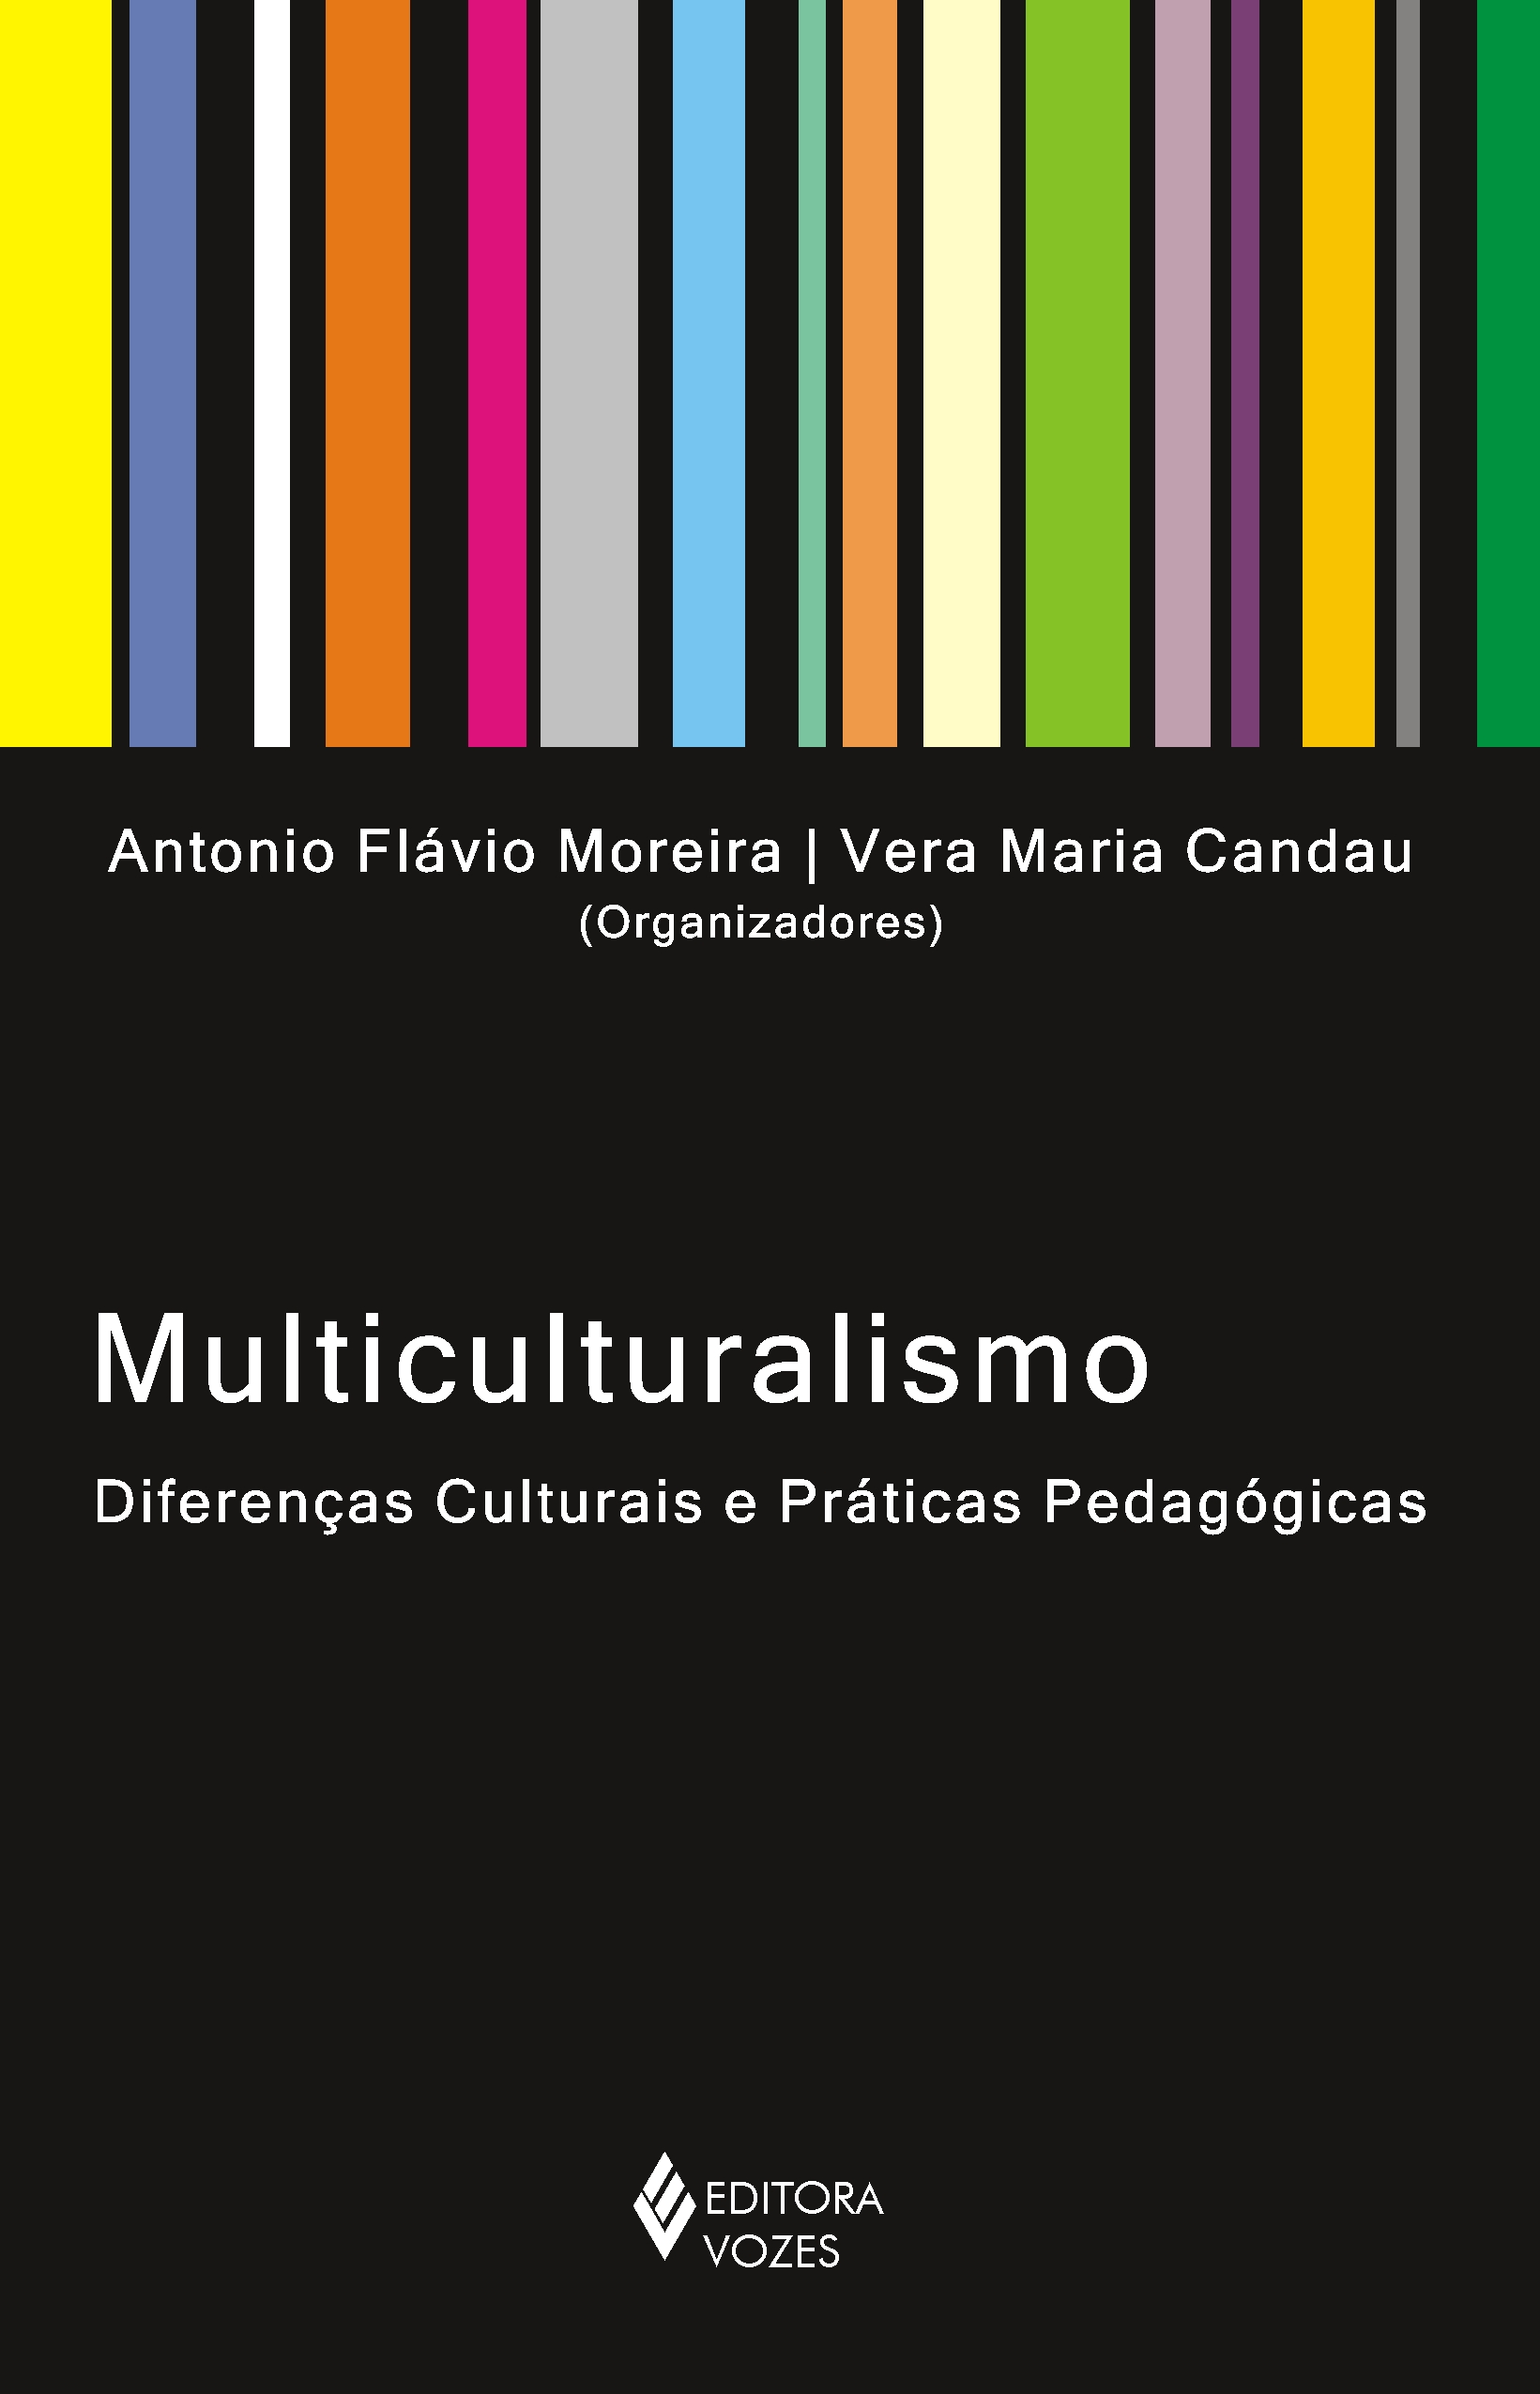 Antonio Flávio Moreira | Vera Maria Candau
(Organizadores)
Multiculturalismo
Diferenças Culturais e Práticas Pedagógicas
EDITORA
VOZES